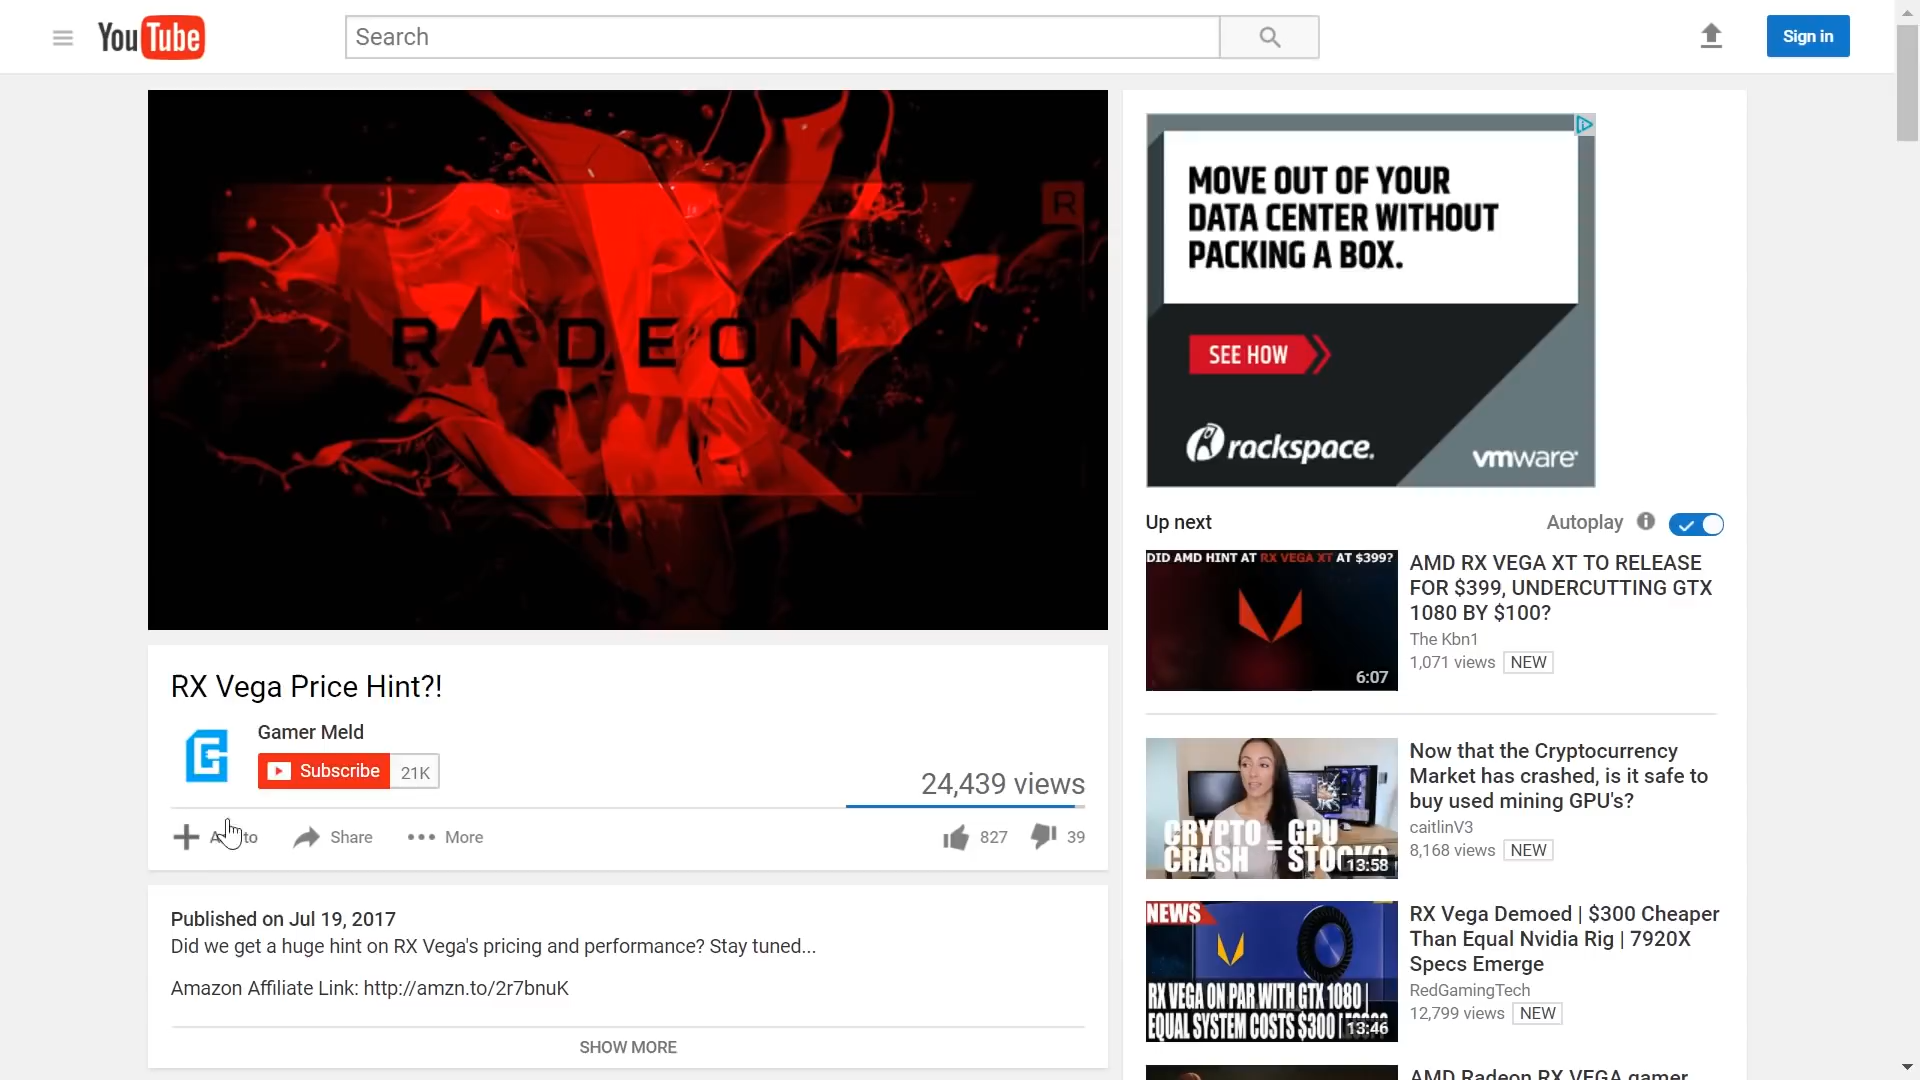 YouTube
Search
Sign in
R
RADEON
MOVE OUT OF YOUR
DATA CENTER WITHOUT
PACKING A BOX.
SEE HOW
rackspace.
vmware
Up next
Autoplay
DID AMD HINT AT RX VEGA XT AT $399?
6:07
AMD RX VEGA XT TO RELEASE
FOR $399, UNDERCUTTING GTX
1080 BY $100?
The Kbn1
1,071 views NEW
RX Vega Price Hint?!
Gamer Meld
Subscribe 21K
24,439 views
Share
More
827
39
CRYPTO = GPU
CRASH
13:58
Now that the Cryptocurrency
Market has crashed, is it safe to
buy used mining GPU's?
caitlinV3
8,168 views NEW
Published on Jul 19, 2017
Did we get a huge hint on RX Vega's pricing and performance? Stay tuned...
Amazon Affiliate Link: http://amzn.to/2r7bnuK
SHOW MORE
NEWS
RX VEGA ON PAR WITH GTX 1080 |
EQUAL SYSTEM COSTS $300 |
13:46
RX Vega Demoed | $300 Cheaper
Than Equal Nvidia Rig | 7920X
Specs Emerge
RedGamingTech
12,799 views NEW
AMD Radeon RX VEGA gamer